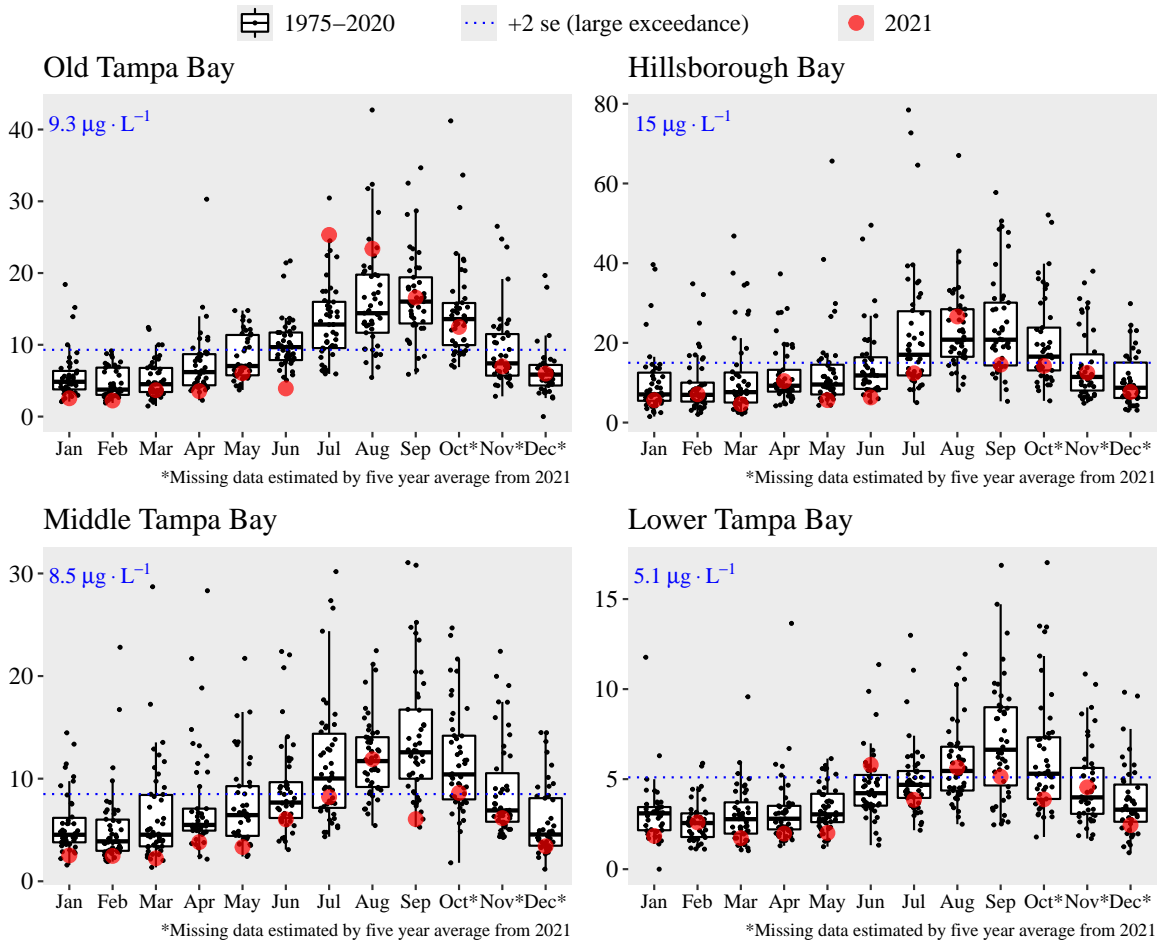 1975–2020 +2 se (large exceedance) 2021
Old Tampa Bay
9.3 μg · L⁻¹
40
30
20
10
0
Jan Feb Mar Apr May Jun Jul Aug Sep Oct* Nov* Dec*
*Missing data estimated by five year average from 2021
Hillsborough Bay
15 μg · L⁻¹
80
60
40
20
0
Jan Feb Mar Apr May Jun Jul Aug Sep Oct* Nov* Dec*
*Missing data estimated by five year average from 2021
Middle Tampa Bay
8.5 μg · L⁻¹
30
20
10
0
Jan Feb Mar Apr May Jun Jul Aug Sep Oct* Nov* Dec*
*Missing data estimated by five year average from 2021
Lower Tampa Bay
5.1 μg · L⁻¹
15
10
5
0
Jan Feb Mar Apr May Jun Jul Aug Sep Oct* Nov* Dec*
*Missing data estimated by five year average from 2021